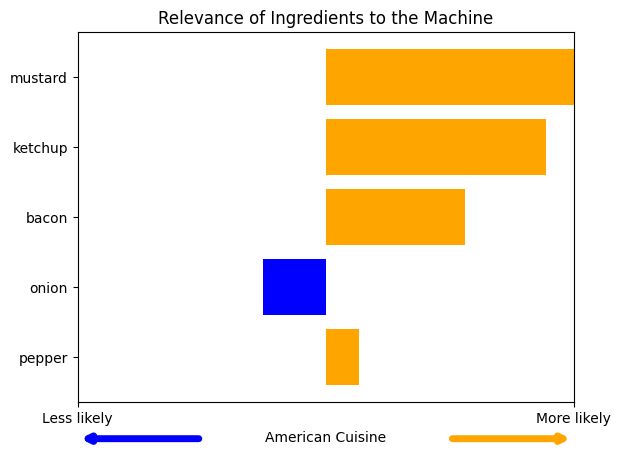 Relevance of Ingredients to the Machine
mustard
ketchup
bacon
onion
pepper
Less likely
More likely
American Cuisine